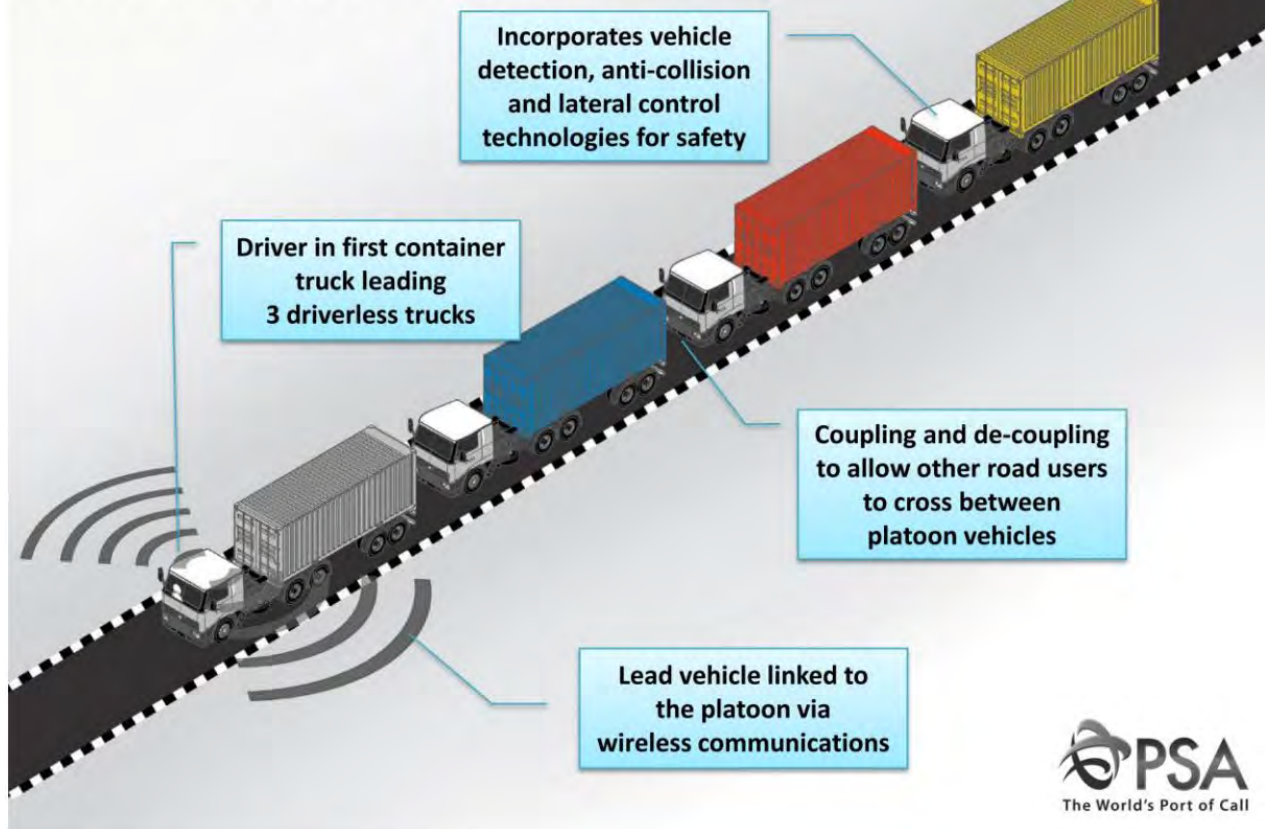 Incorporates vehicle
detection, anti-collision
and lateral control
technologies for safety
Driver in first container
truck leading
3 driverless trucks
Coupling and de-coupling
to allow other road users
to cross between
platoon vehicles
Lead vehicle linked to
the platoon via
wireless communications
PSA
The World's Port of Call